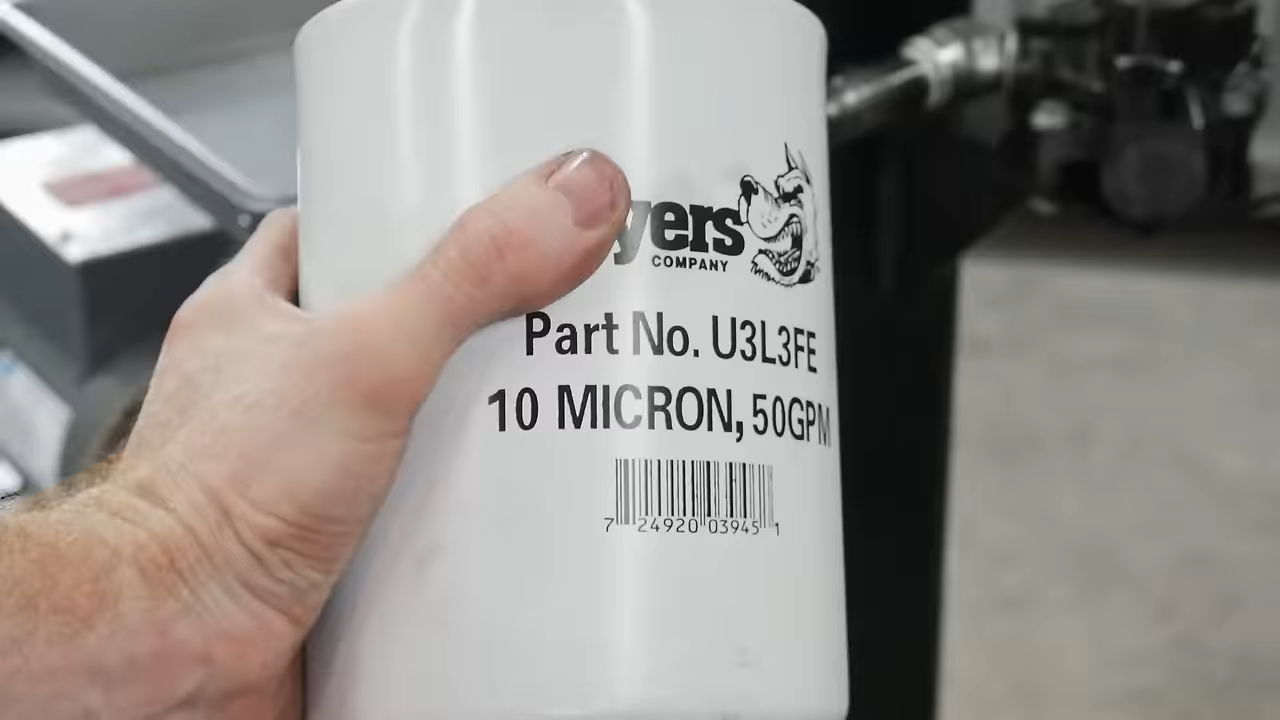 yers
COMPANY
Part No. U3L3FE
10 MICRON, 50GPM
7 24920 03945 1